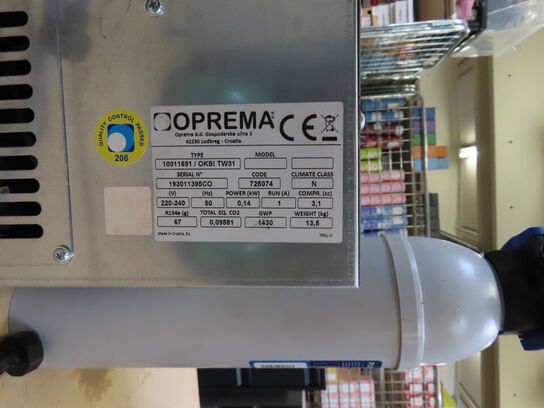 QUALITY CONTROL PASSED
206
OPREMA d.d. CE
Oprema d.d. Gospodarska ulica 5
42230 Ludbreg - Croatia
TYPE MODEL
10011691 / OKSI TW31
SERIAL N° CODE CLIMATE CLASS
193011395CO 725074 N
(V) (Hz) POWER (kW) RUN (A) COMPR. (cc)
220-240 50 0,14 1 3,1
R134a (g) TOTAL EQ. CO2 GWP WEIGHT (kg)
67 0,09581 1430 13,5
Made in Croatia, EU TPCL-O